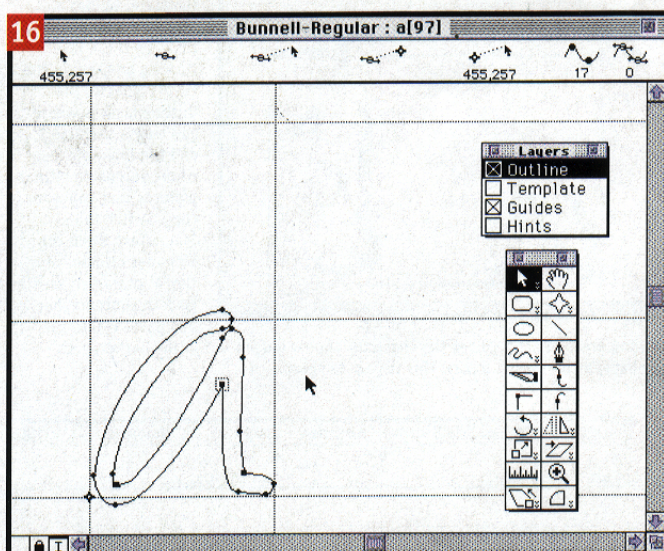 16
Bunnell-Regular : a[97]
455,257
455,257
17
0
Layers
Outline
Template
Guides
Hints
T